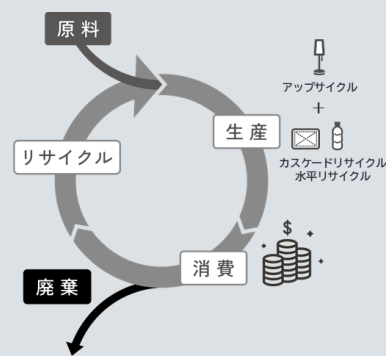 原料
生産
アップサイクル
+
カスケードリサイクル
水平リサイクル
リサイクル
消費
$
廃棄